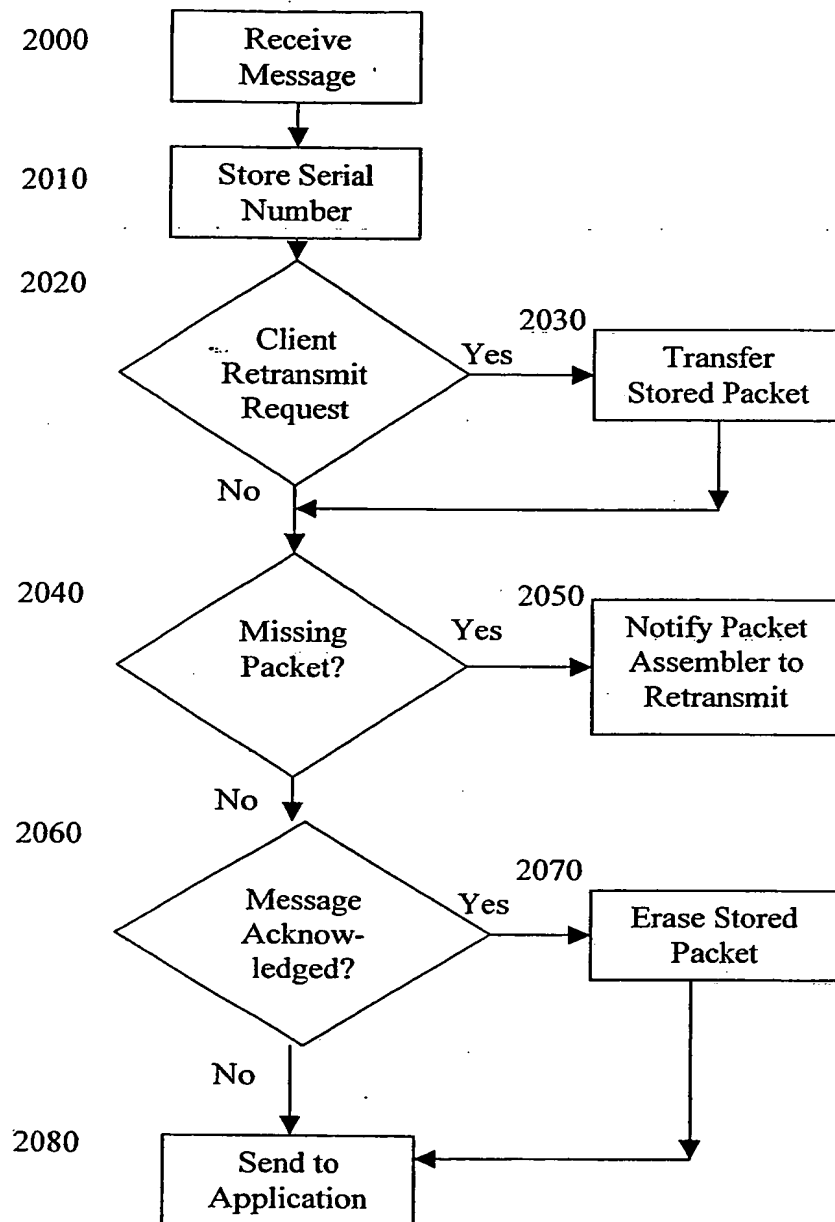 2000
Receive
Message
2010
Store Serial
Number
2020
Client
Retransmit
Request
Yes
2030
Transfer
Stored Packet
No
2040
Missing
Packet?
Yes
2050
Notify Packet
Assembler to
Retransmit
No
2060
Message
Acknow-
ledged?
Yes
2070
Erase Stored
Packet
No
2080
Send to
Application